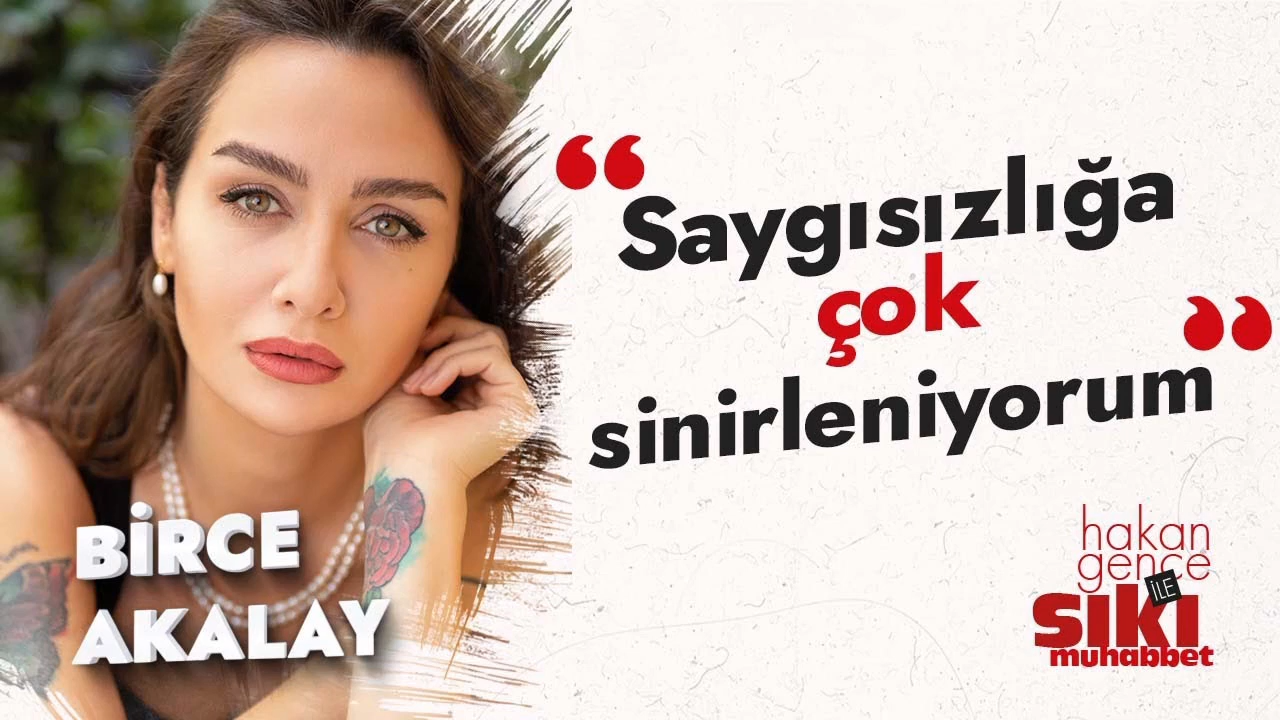 BİRCE
AKALAY
“Saygısızlığa
çok
sinirleniyorum”
hakan
gence
İLE
SIKI
muhabbet